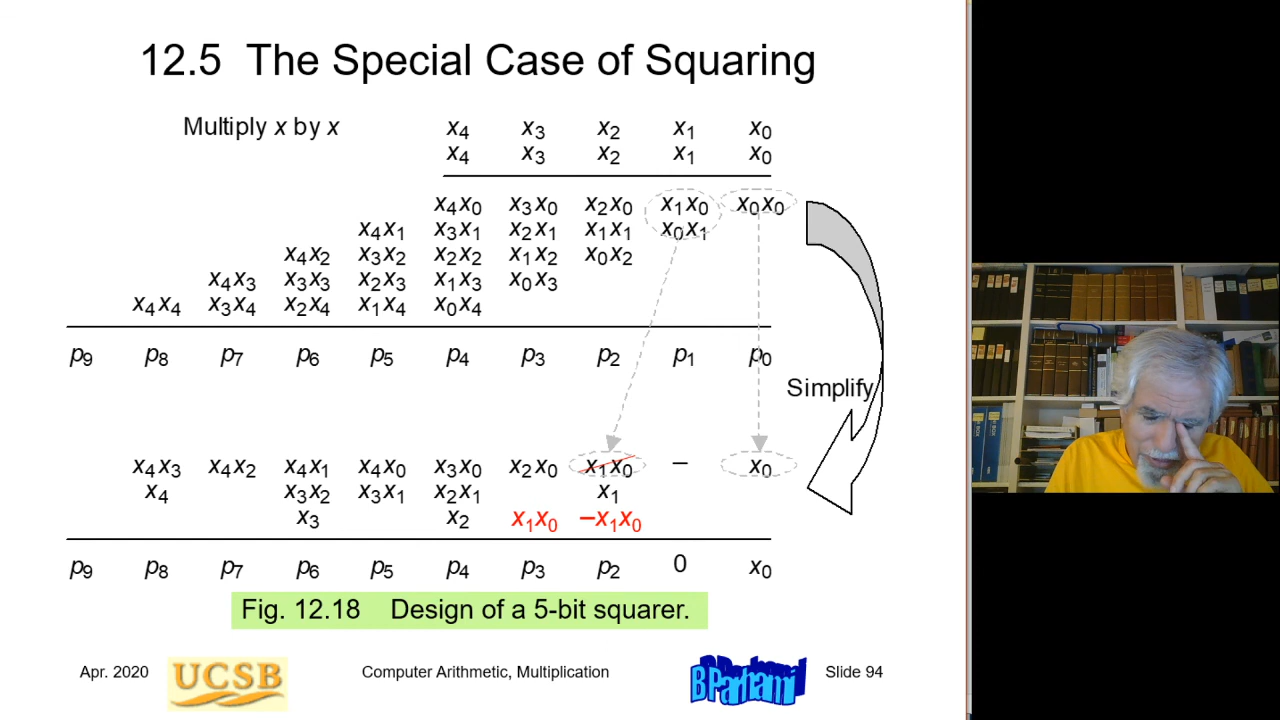 12.5 The Special Case of Squaring
Multiply x by x x₄ x₃ x₂ x₁ x₀
x₄ x₃ x₂ x₁ x₀
x₄x₀ x₃x₀ x₂x₀ x₁x₀ x₀x₀
x₄x₁ x₃x₁ x₂x₁ x₁x₁ x₀x₁
x₄x₂ x₃x₂ x₂x₂ x₁x₂ x₀x₂
x₄x₃ x₃x₃ x₂x₃ x₁x₃ x₀x₃
x₄x₄ x₃x₄ x₂x₄ x₁x₄ x₀x₄
p₉ p₈ p₇ p₆ p₅ p₄ p₃ p₂ p₁ p₀
Simplify
x₄x₃ x₄x₂ x₄x₁ x₄x₀ x₃x₀ x₂x₀ x₁x₀ – x₀
x₄ x₃x₂ x₃x₁ x₂x₁ x₁
x₃ x₂ x₁x₀ –x₁x₀
p₉ p₈ p₇ p₆ p₅ p₄ p₃ p₂ 0 x₀
Fig. 12.18 Design of a 5-bit squarer.
Apr. 2020 UCSB Computer Arithmetic, Multiplication B Parhami Slide 94